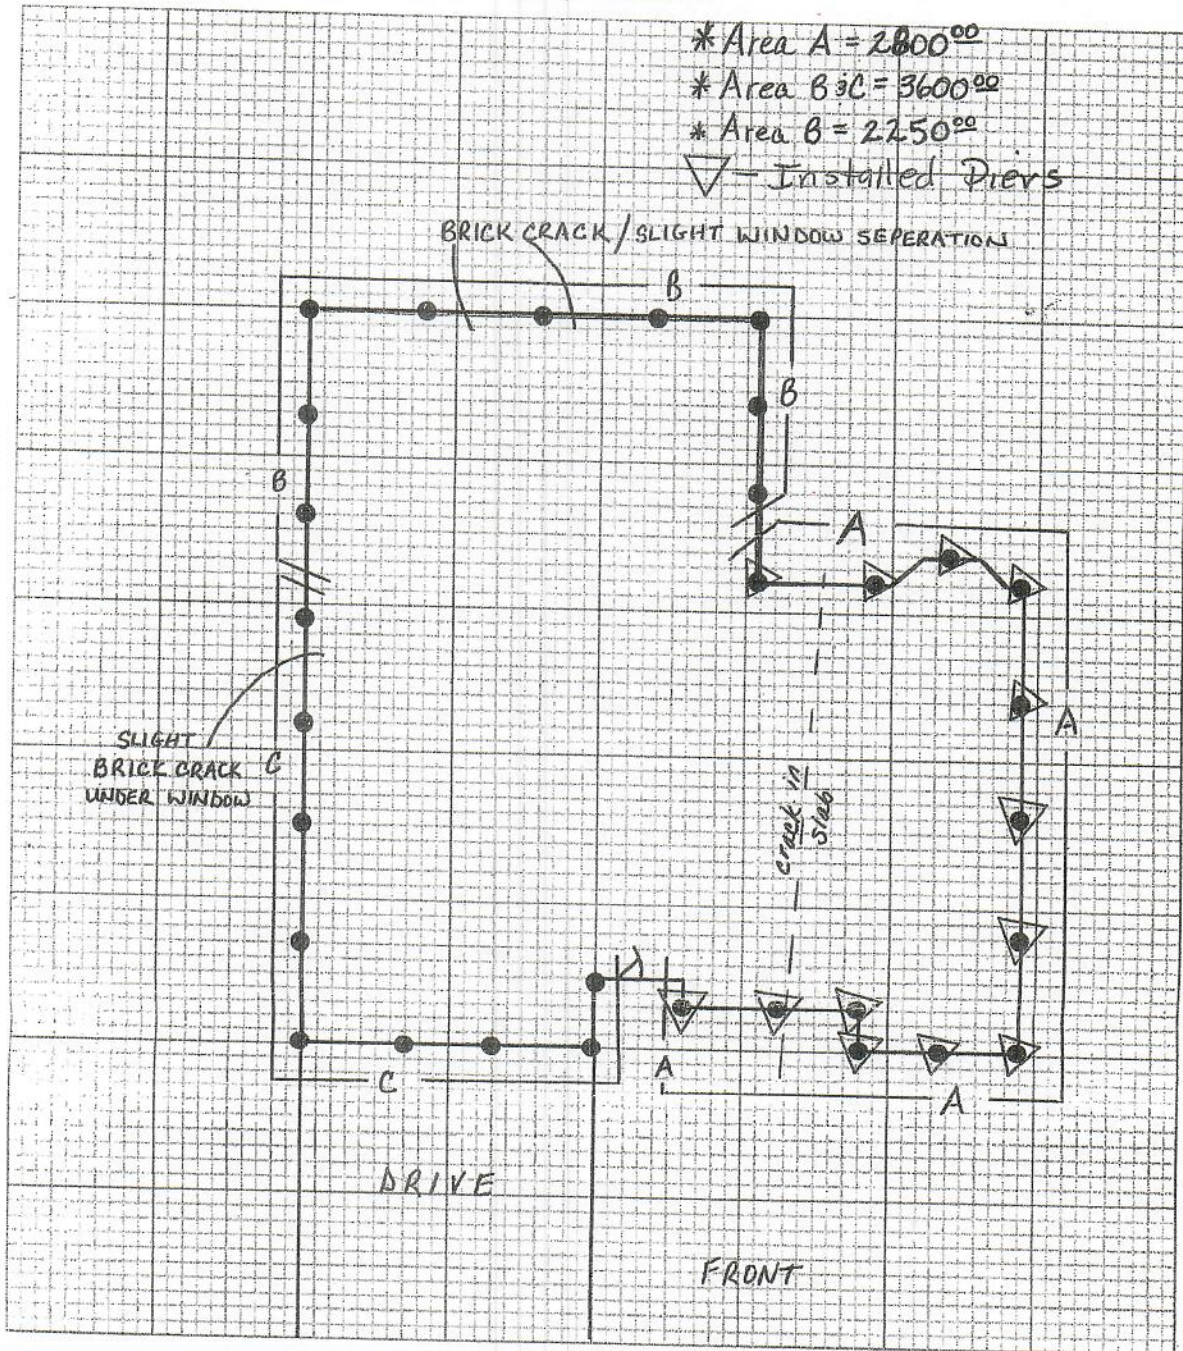 * Area A = 2800.00
* Area B & C = 3600.00
* Area B = 2250.00
▽ - Installed Piers
BRICK CRACK / SLIGHT WINDOW SEPERATION
B
B
B
A
A
SLIGHT
BRICK CRACK
UNDER WINDOW
C
crack in
slab
A
C
A
DRIVE
FRONT